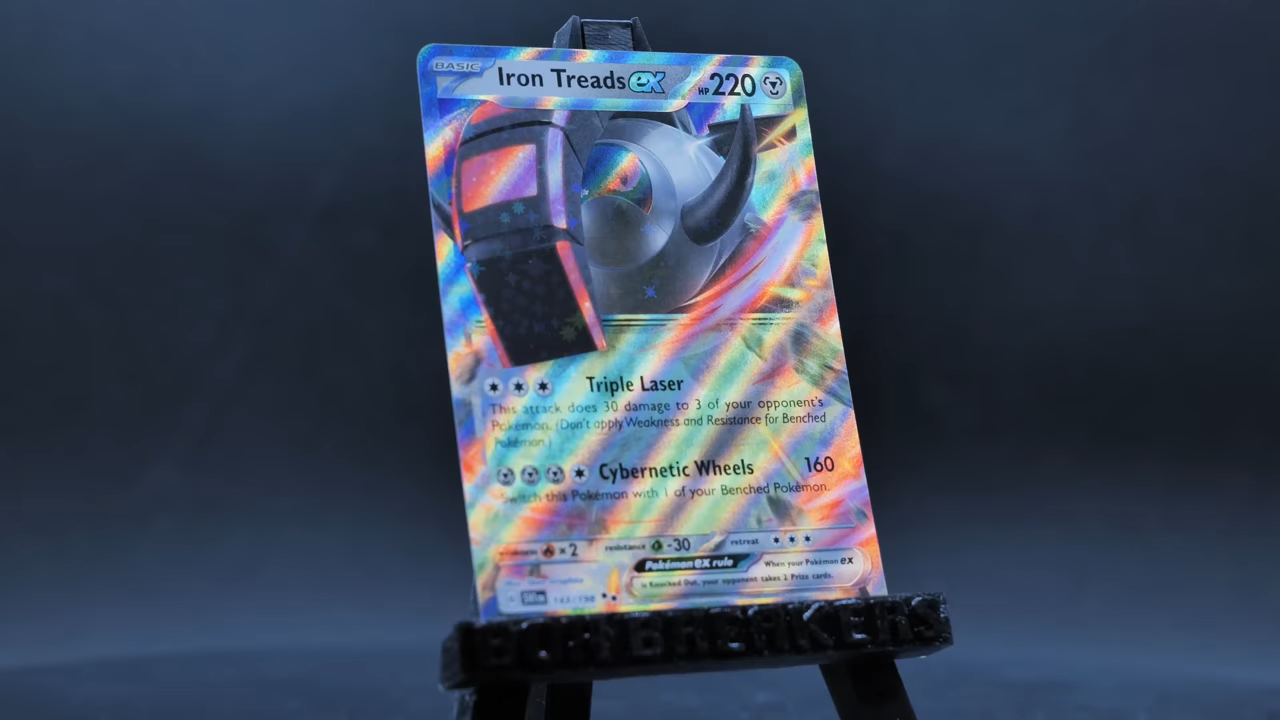 BASIC Iron Treads ex HP 220
Triple Laser
This attack does 30 damage to 3 of your opponent's
Pokémon. (Don't apply Weakness and Resistance for Benched
Pokémon.)
Cybernetic Wheels 160
Switch this Pokémon with 1 of your Benched Pokémon.
weakness ×2 resistance -30 retreat
Pokémon ex rule When your Pokémon ex
is Knocked Out, your opponent takes 2 Prize cards.